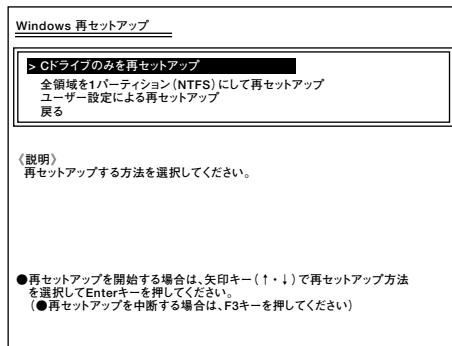 Windows 再セットアップ
> Cドライブのみを再セットアップ
全領域を1パーティション(NTFS)にして再セットアップ
ユーザー設定による再セットアップ
戻る
《説明》
再セットアップする方法を選択してください。
●再セットアップを開始する場合は、矢印キー(↑・↓)で再セットアップ方法
を選択してEnterキーを押してください。
(●再セットアップを中断する場合は、F3キーを押してください)